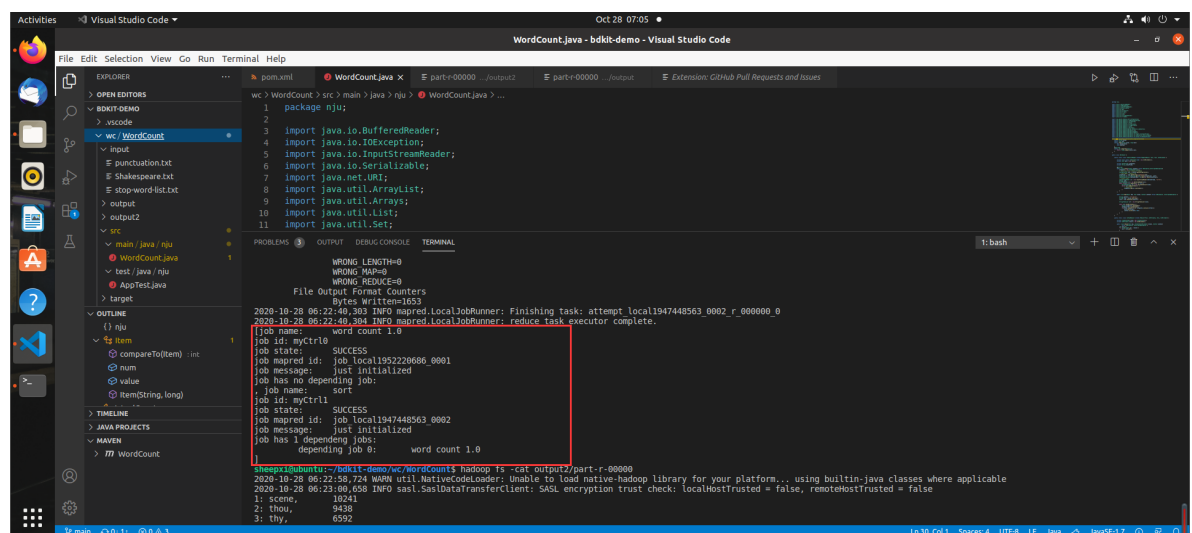 Activities
Visual Studio Code
Oct 28 07:05
WordCount.java - bdkit-demo - Visual Studio Code
File Edit Selection View Go Run Terminal Help
EXPLORER
OPEN EDITORS
BDKIT-DEMO
.vscode
wc / WordCount
input
punctuation.txt
Shakespeare.txt
stop-word-list.txt
output
output2
src
main / java / nju
WordCount.java 1
test / java / nju
AppTest.java
target
OUTLINE
{} nju
Item 1
compareTo(Item) : int
num
value
Item(String, long)
TIMELINE
JAVA PROJECTS
MAVEN
WordCount
pom.xml
WordCount.java
part-r-00000 .../output2
part-r-00000 .../output
Extension: GitHub Pull Requests and Issues
wc > WordCount > src > main > java > nju > WordCount.java > ...
1 package nju;
2
3 import java.io.BufferedReader;
4 import java.io.IOException;
5 import java.io.InputStreamReader;
6 import java.io.Serializable;
7 import java.net.URI;
8 import java.util.ArrayList;
9 import java.util.Arrays;
10 import java.util.List;
11 import java.util.Set;
PROBLEMS 3 OUTPUT DEBUG CONSOLE TERMINAL
1: bash
WRONG_LENGTH=0
WRONG_MAP=0
WRONG_REDUCE=0
File Output Format Counters
Bytes Written=1653
2020-10-28 06:22:40,303 INFO mapred.LocalJobRunner: Finishing task: attempt_local1947448563_0002_r_000000_0
2020-10-28 06:22:40,304 INFO mapred.LocalJobRunner: reduce task executor complete.
[job name: word count 1.0
job id: myCtrl0
job state: SUCCESS
job mapred id: job_local1952220686_0001
job message: just initialized
job has no depending job:
, job name: sort
job id: myCtrl1
job state: SUCCESS
job mapred id: job_local1947448563_0002
job message: just initialized
job has 1 dependeng jobs:
depending job 0: word count 1.0
]
sheepxi@ubuntu:~/bdkit-demo/wc/WordCount$ hadoop fs -cat output2/part-r-00000
2020-10-28 06:22:58,724 WARN util.NativeCodeLoader: Unable to load native-hadoop library for your platform... using builtin-java classes where applicable
2020-10-28 06:23:00,658 INFO sasl.SaslDataTransferClient: SASL encryption trust check: localHostTrusted = false, remoteHostTrusted = false
1: scene, 10241
2: thou, 9438
3: thy, 6592
Ln 30, Col 1 Spaces: 4 UTF-8 LF Java JavaSE-1.7